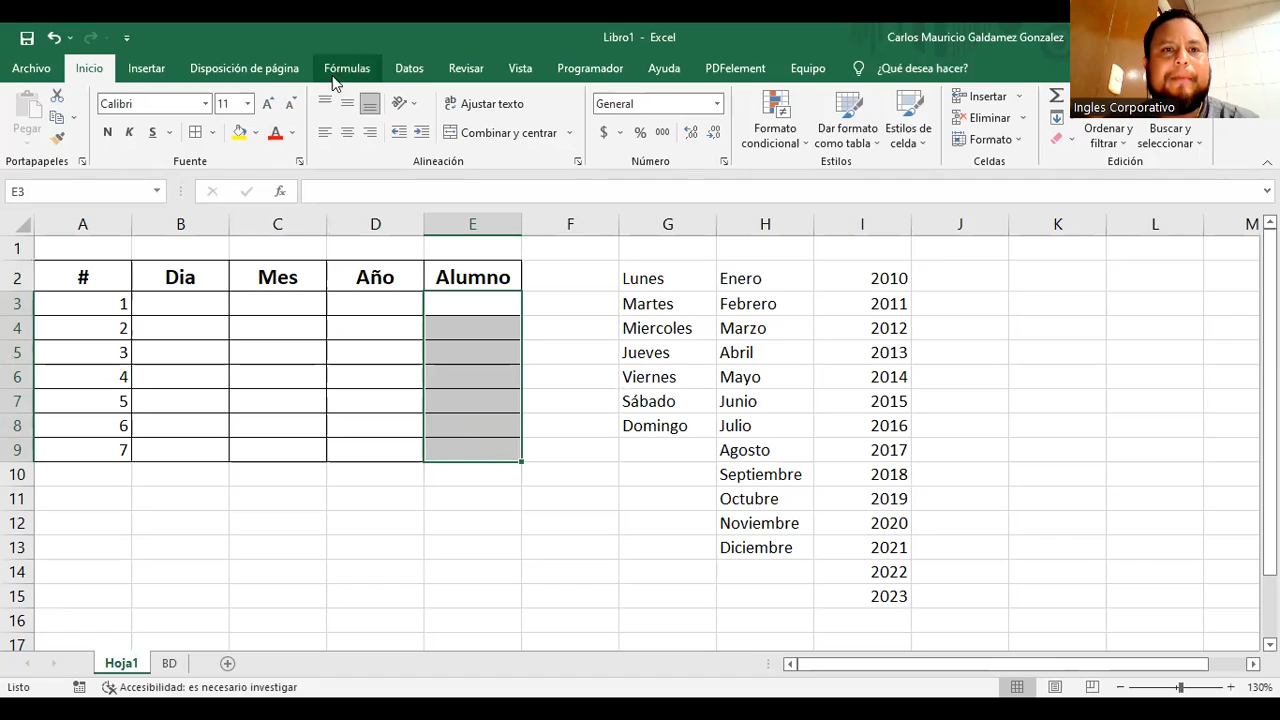 Libro1 - Excel
Carlos Mauricio Galdamez Gonzalez
Archivo Inicio Insertar Disposición de página Fórmulas Datos Revisar Vista Programador Ayuda PDFelement Equipo ¿Qué desea hacer?
Ingles Corporativo
Pegar
Calibri 11
Ajustar texto
General
Formato condicional
Dar formato como tabla
Estilos de celda
Insertar
Eliminar
Formato
Ordenar y filtrar
Buscar y seleccionar
N K S
Combinar y centrar
$ % 000
Portapapeles Fuente Alineación Número Estilos Celdas Edición
E3 fx
A B C D E F G H I J K L M
1
2 # Dia Mes Año Alumno Lunes Enero 2010
3 1 Martes Febrero 2011
4 2 Miercoles Marzo 2012
5 3 Jueves Abril 2013
6 4 Viernes Mayo 2014
7 5 Sábado Junio 2015
8 6 Domingo Julio 2016
9 7 Agosto 2017
10 Septiembre 2018
11 Octubre 2019
12 Noviembre 2020
13 Diciembre 2021
14 2022
15 2023
16
17
Hoja1 BD
Listo Accesibilidad: es necesario investigar 130%